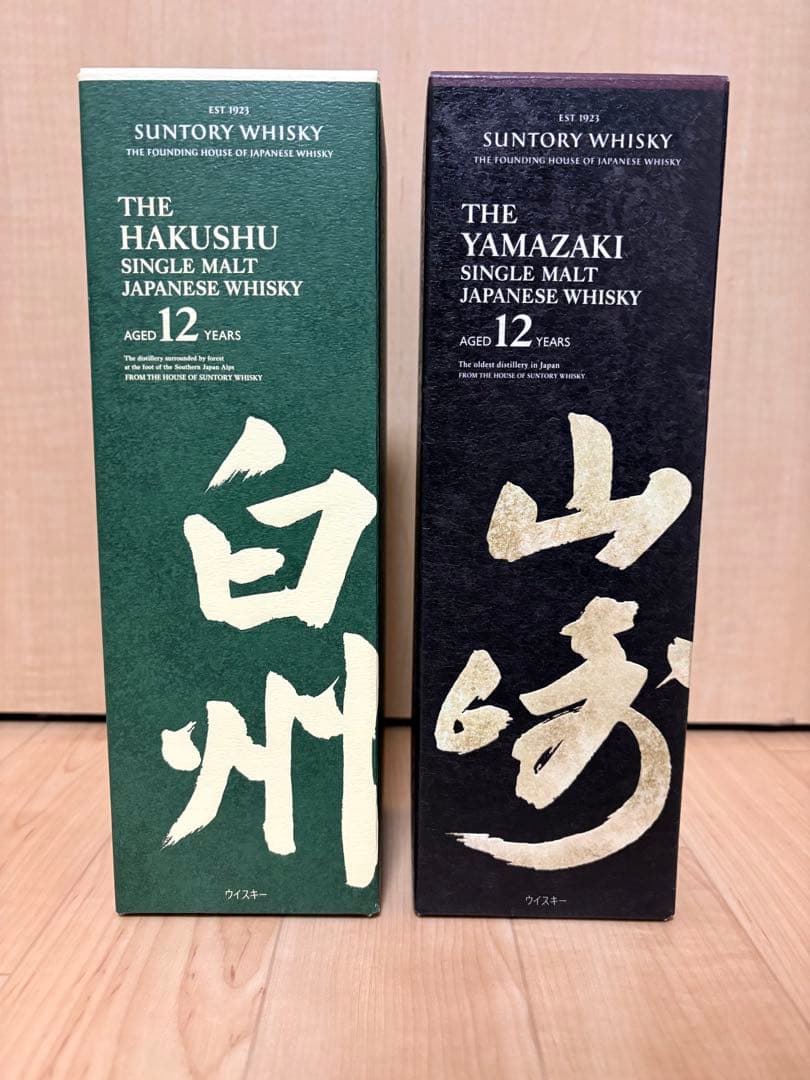 EST 1923
SUNTORY WHISKY
THE FOUNDING HOUSE OF JAPANESE WHISKY
THE
HAKUSHU
SINGLE MALT
JAPANESE WHISKY
AGED 12 YEARS
The distillery surrounded by forest
at the foot of the Southern Japan Alps
FROM THE HOUSE OF SUNTORY WHISKY
白州
ウイスキー
EST 1923
SUNTORY WHISKY
THE FOUNDING HOUSE OF JAPANESE WHISKY
THE
YAMAZAKI
SINGLE MALT
JAPANESE WHISKY
AGED 12 YEARS
The oldest distillery in Japan
FROM THE HOUSE OF SUNTORY WHISKY
山崎
ウイスキー